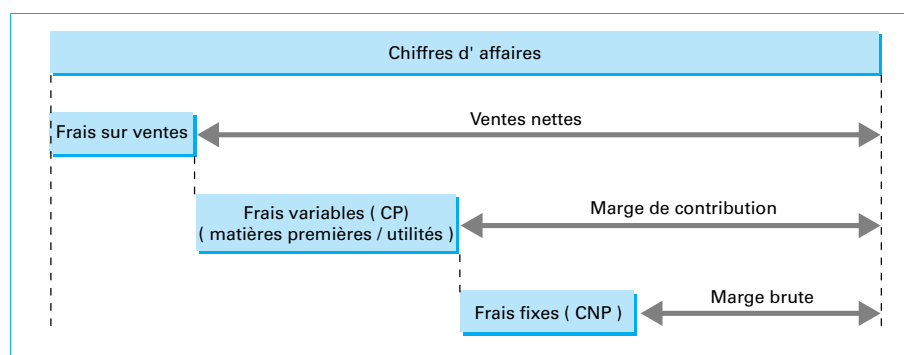 Chiffres d' affaires
Frais sur ventes
Ventes nettes
Frais variables ( CP)
( matières premières / utilités )
Marge de contribution
Frais fixes ( CNP )
Marge brute